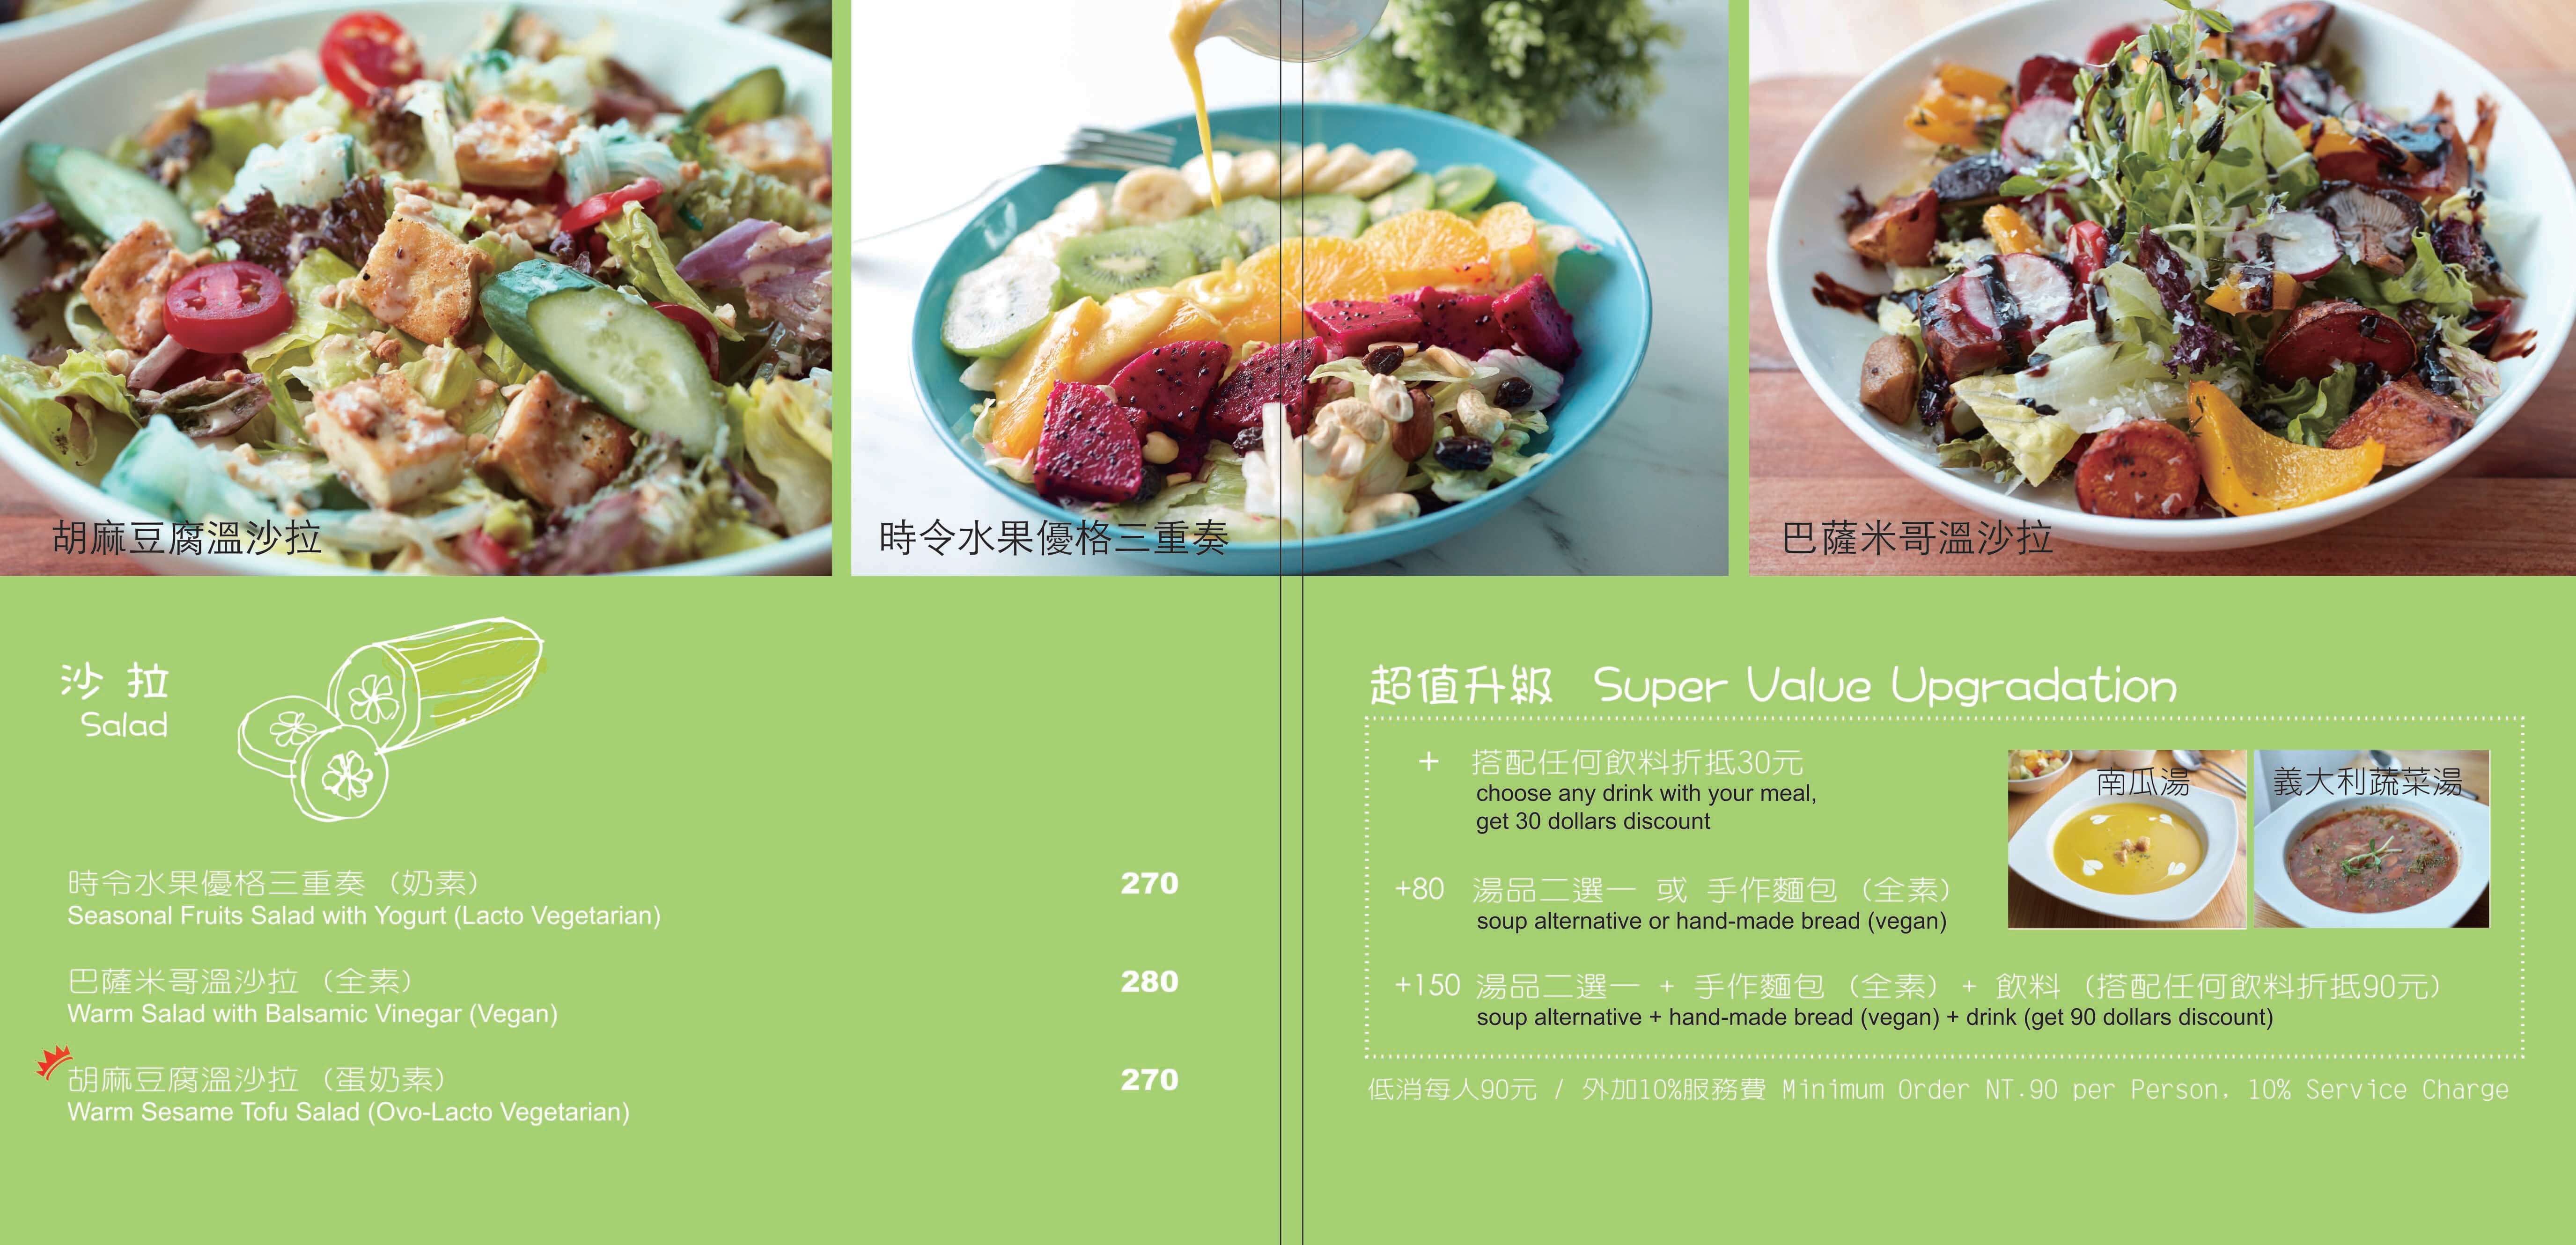 胡麻豆腐溫沙拉
時令水果優格三重奏
巴薩米哥溫沙拉
沙 拉
Salad
時令水果優格三重奏 （奶素）
270
Seasonal Fruits Salad with Yogurt (Lacto Vegetarian)
巴薩米哥溫沙拉 （全素）
280
Warm Salad with Balsamic Vinegar (Vegan)
胡麻豆腐溫沙拉 （蛋奶素）
270
Warm Sesame Tofu Salad (Ovo-Lacto Vegetarian)
超值升級 Super Value Upgradation
+ 搭配任何飲料折抵30元
choose any drink with your meal,
get 30 dollars discount
南瓜湯
義大利蔬菜湯
+80 湯品二選一 或 手作麵包 （全素）
soup alternative or hand-made bread (vegan)
+150 湯品二選一 + 手作麵包 （全素） + 飲料 （搭配任何飲料折抵90元）
soup alternative + hand-made bread (vegan) + drink (get 90 dollars discount)
低消每人90元 / 外加10%服務費 Minimum Order NT.90 per Person, 10% Service Charge